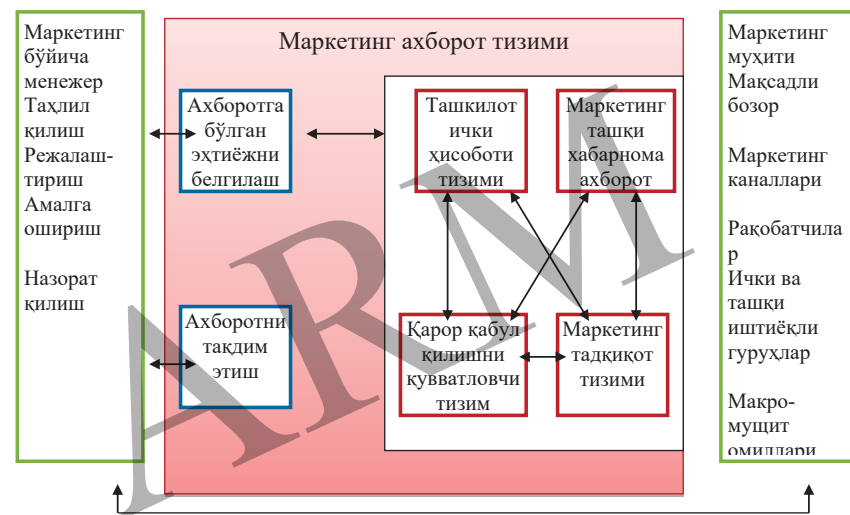 Маркетинг
бўйича
менежер
Таҳлил
қилиш
Режалаш-
тириш
Амалга
ошириш
Назорат
қилиш
Маркетинг ахборот тизими
Ахборотга
бўлган
эҳтиёжни
белгилаш
Ахборотни
тақдим
этиш
Ташкилот
ички
ҳисоботи
тизими
Маркетинг
ташқи
хабарнома
ахборот
Қарор қабул
қилишни
қувватловчи
тизим
Маркетинг
тадқиқот
тизими
Маркетинг
муҳити
Мақсадли
бозор
Маркетинг
каналлари
Рақобатчила
р
Ички ва
ташқи
иштиёқли
гуруҳлар
Макро-
мущит
омиллари
ARM